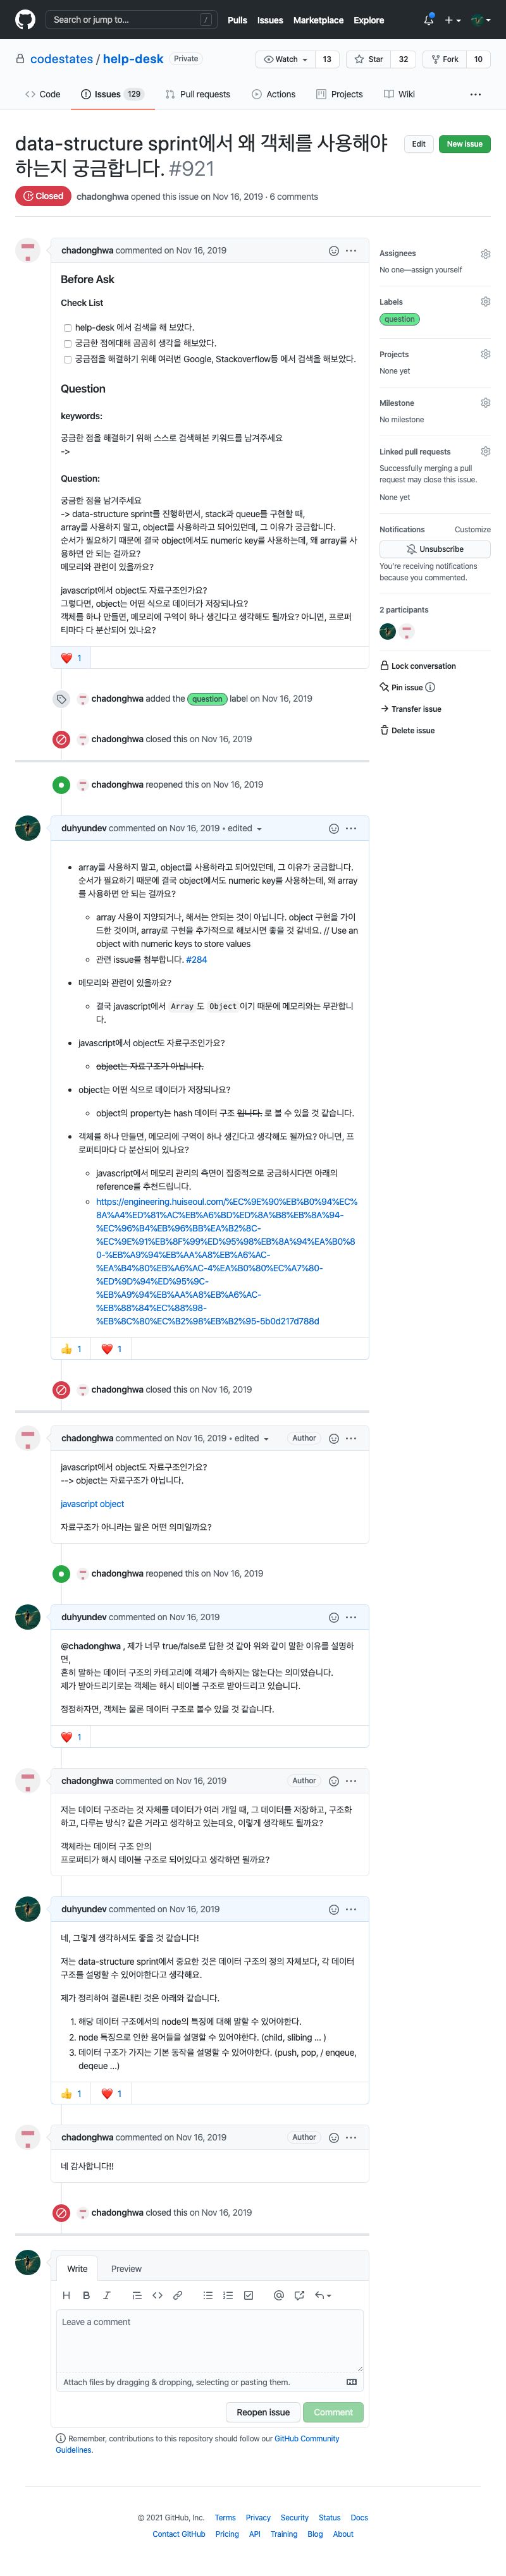 Search or jump to... /
Pulls Issues Marketplace Explore
codestates / help-desk Private
Watch 13 Star 32 Fork 10
Code Issues 129 Pull requests Actions Projects Wiki
data-structure sprint에서 왜 객체를 사용해야
하는지 궁금합니다. #921
Edit New issue
Closed chadonghwa opened this issue on Nov 16, 2019 · 6 comments
chadonghwa commented on Nov 16, 2019
Before Ask
Check List
help-desk 에서 검색을 해 보았다.
궁금한 점에대해 곰곰히 생각을 해보았다.
궁금점을 해결하기 위해 여러번 Google, Stackoverflow등 에서 검색을 해보았다.
Question
keywords:
궁금한 점을 해결하기 위해 스스로 검색해본 키워드를 남겨주세요
->
Question:
궁금한 점을 남겨주세요
-> data-structure sprint를 진행하면서, stack과 queue를 구현할 때,
array를 사용하지 말고, object를 사용하라고 되어있던데, 그 이유가 궁금합니다.
순서가 필요하기 때문에 결국 object에서도 numeric key를 사용하는데, 왜 array를 사
용하면 안 되는 걸까요?
메모리와 관련이 있을까요?
javascript에서 object도 자료구조인가요?
그렇다면, object는 어떤 식으로 데이터가 저장되나요?
객체를 하나 만들면, 메모리에 구역이 하나 생긴다고 생각해도 될까요? 아니면, 프로퍼
티마다 다 분산되어 있나요?
❤️ 1
Assignees
No one—assign yourself
Labels
question
Projects
None yet
Milestone
No milestone
Linked pull requests
Successfully merging a pull
request may close this issue.
None yet
Notifications Customize
Unsubscribe
You're receiving notifications
because you commented.
2 participants
Lock conversation
Pin issue
Transfer issue
Delete issue
chadonghwa added the question label on Nov 16, 2019
chadonghwa closed this on Nov 16, 2019
chadonghwa reopened this on Nov 16, 2019
duhyundev commented on Nov 16, 2019 • edited
array를 사용하지 말고, object를 사용하라고 되어있던데, 그 이유가 궁금합니다.
순서가 필요하기 때문에 결국 object에서도 numeric key를 사용하는데, 왜 array
를 사용하면 안 되는 걸까요?
array 사용이 지양되거나, 해서는 안되는 것이 아닙니다. object 구현을 가이
드한 것이며, array로 구현을 추가적으로 해보시면 좋을 것 같네요. // Use an
object with numeric keys to store values
관련 issue를 첨부합니다. #284
메모리와 관련이 있을까요?
결국 javascript에서 Array 도 Object 이기 때문에 메모리와는 무관합니
다.
javascript에서 object도 자료구조인가요?
object는 자료구조가 아닙니다.
object는 어떤 식으로 데이터가 저장되나요?
object의 property는 hash 데이터 구조 입니다. 로 볼 수 있을 것 같습니다.
객체를 하나 만들면, 메모리에 구역이 하나 생긴다고 생각해도 될까요? 아니면, 프
로퍼티마다 다 분산되어 있나요?
javascript에서 메모리 관리의 측면이 집중적으로 궁금하시다면 아래의
reference를 추천드립니다.
https://engineering.huiseoul.com/%EC%9E%90%EB%B0%94%EC%
8A%A4%ED%81%AC%EB%A6%BD%ED%8A%B8%EB%8A%94-
%EC%96%B4%EB%96%BB%EA%B2%8C-
%EC%9E%91%EB%8F%99%ED%95%98%EB%8A%94%EA%B0%8
0-%EB%A9%94%EB%AA%A8%EB%A6%AC-
%EA%B4%80%EB%A6%AC-4%EA%B0%80%EC%A7%80-
%ED%9D%94%ED%95%9C-
%EB%A9%94%EB%AA%A8%EB%A6%AC-
%EB%88%84%EC%88%98-
%EB%8C%80%EC%B2%98%EB%B2%95-5b0d217d788d
👍 1 ❤️ 1
chadonghwa closed this on Nov 16, 2019
chadonghwa commented on Nov 16, 2019 • edited Author
javascript에서 object도 자료구조인가요?
--> object는 자료구조가 아닙니다.
javascript object
자료구조가 아니라는 말은 어떤 의미일까요?
chadonghwa reopened this on Nov 16, 2019
duhyundev commented on Nov 16, 2019
@chadonghwa , 제가 너무 true/false로 답한 것 같아 위와 같이 말한 이유를 설명하
면,
흔히 말하는 데이터 구조의 카테고리에 객체가 속하지는 않는다는 의미였습니다.
제가 받아드리기로는 객체는 해시 테이블 구조로 받아드리고 있습니다.
정정하자면, 객체는 물론 데이터 구조로 볼수 있을 것 같습니다.
❤️ 1
chadonghwa commented on Nov 16, 2019 Author
저는 데이터 구조라는 것 자체를 데이터가 여러 개일 때, 그 데이터를 저장하고, 구조화
하고, 다루는 방식? 같은 거라고 생각하고 있는데요, 이렇게 생각해도 될까요?
객체라는 데이터 구조 안의
프로퍼티가 해시 테이블 구조로 되어있다고 생각하면 될까요?
duhyundev commented on Nov 16, 2019
네, 그렇게 생각하셔도 좋을 것 같습니다!
저는 data-structure sprint에서 중요한 것은 데이터 구조의 정의 자체보다, 각 데이터
구조를 설명할 수 있어야한다고 생각해요.
제가 정리하여 결론내린 것은 아래와 같습니다.
1. 해당 데이터 구조에서의 node의 특징에 대해 말할 수 있어야한다.
2. node 특징으로 인한 용어들을 설명할 수 있어야한다. (child, slibing ... )
3. 데이터 구조가 가지는 기본 동작을 설명할 수 있어야한다. (push, pop, / enqeue,
deqeue ...)
👍 1 ❤️ 1
chadonghwa commented on Nov 16, 2019 Author
네 감사합니다!!
chadonghwa closed this on Nov 16, 2019
Write Preview
Leave a comment
Attach files by dragging & dropping, selecting or pasting them.
Reopen issue Comment
Remember, contributions to this repository should follow our GitHub Community
Guidelines.
© 2021 GitHub, Inc. Terms Privacy Security Status Docs
Contact GitHub Pricing API Training Blog About